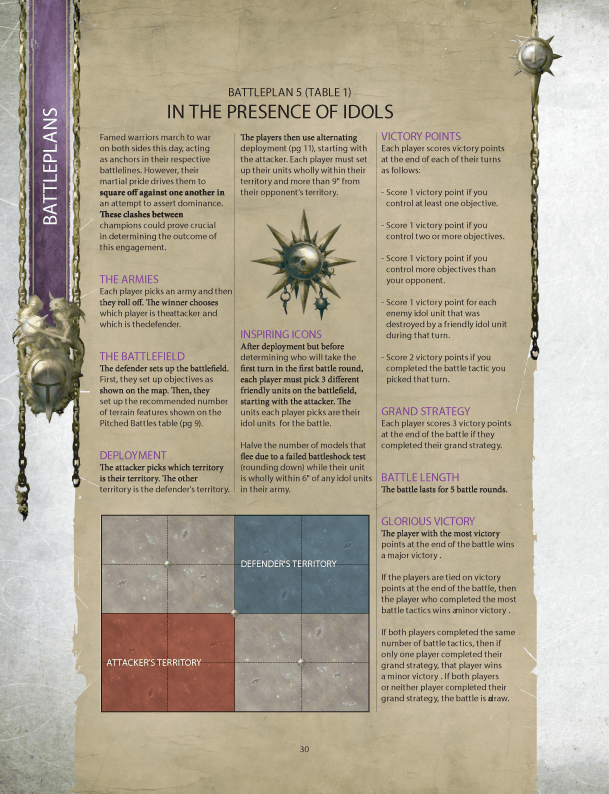 BATTLEPLANS
BATTLEPLAN 5 (TABLE 1)
IN THE PRESENCE OF IDOLS
Famed warriors march to war
on both sides this day, acting
as anchors in their respective
battlelines. However, their
martial pride drives them to
square off against one another in
an attempt to assert dominance.
These clashes between
champions could prove crucial
in determining the outcome of
this engagement.
THE ARMIES
Each player picks an army and then
they roll off. The winner chooses
which player is theattacker and
which is thedefender.
THE BATTLEFIELD
The defender sets up the battlefield.
First, they set up objectives as
shown on the map. Then, they
set up the recommended number
of terrain features shown on the
Pitched Battles table (pg 9).
DEPLOYMENT
The attacker picks which territory
is their territory. The other
territory is the defender's territory.
The players then use alternating
deployment (pg 11), starting with
the attacker. Each player must set
up their units wholly within their
territory and more than 9" from
their opponent's territory.
INSPIRING ICONS
After deployment but before
determining who will take the
first turn in the first battle round,
each player must pick 3 different
friendly units on the battlefield,
starting with the attacker. The
units each player picks are their
idol units for the battle.
Halve the number of models that
flee due to a failed battleshock test
(rounding down) while their unit
is wholly within 6" of any idol units
in their army.
VICTORY POINTS
Each player scores victory points
at the end of each of their turns
as follows:
- Score 1 victory point if you
control at least one objective.
- Score 1 victory point if you
control two or more objectives.
- Score 1 victory point if you
control more objectives than
your opponent.
- Score 1 victory point for each
enemy idol unit that was
destroyed by a friendly idol unit
during that turn.
- Score 2 victory points if you
completed the battle tactic you
picked that turn.
GRAND STRATEGY
Each player scores 3 victory points
at the end of the battle if they
completed their grand strategy.
BATTLE LENGTH
The battle lasts for 5 battle rounds.
GLORIOUS VICTORY
The player with the most victory
points at the end of the battle wins
a major victory .
If the players are tied on victory
points at the end of the battle, then
the player who completed the most
battle tactics wins aminor victory .
If both players completed the same
number of battle tactics, then if
only one player completed their
grand strategy, that player wins
a minor victory . If both players
or neither player completed their
grand strategy, the battle is draw.
DEFENDER'S TERRITORY
ATTACKER'S TERRITORY
30